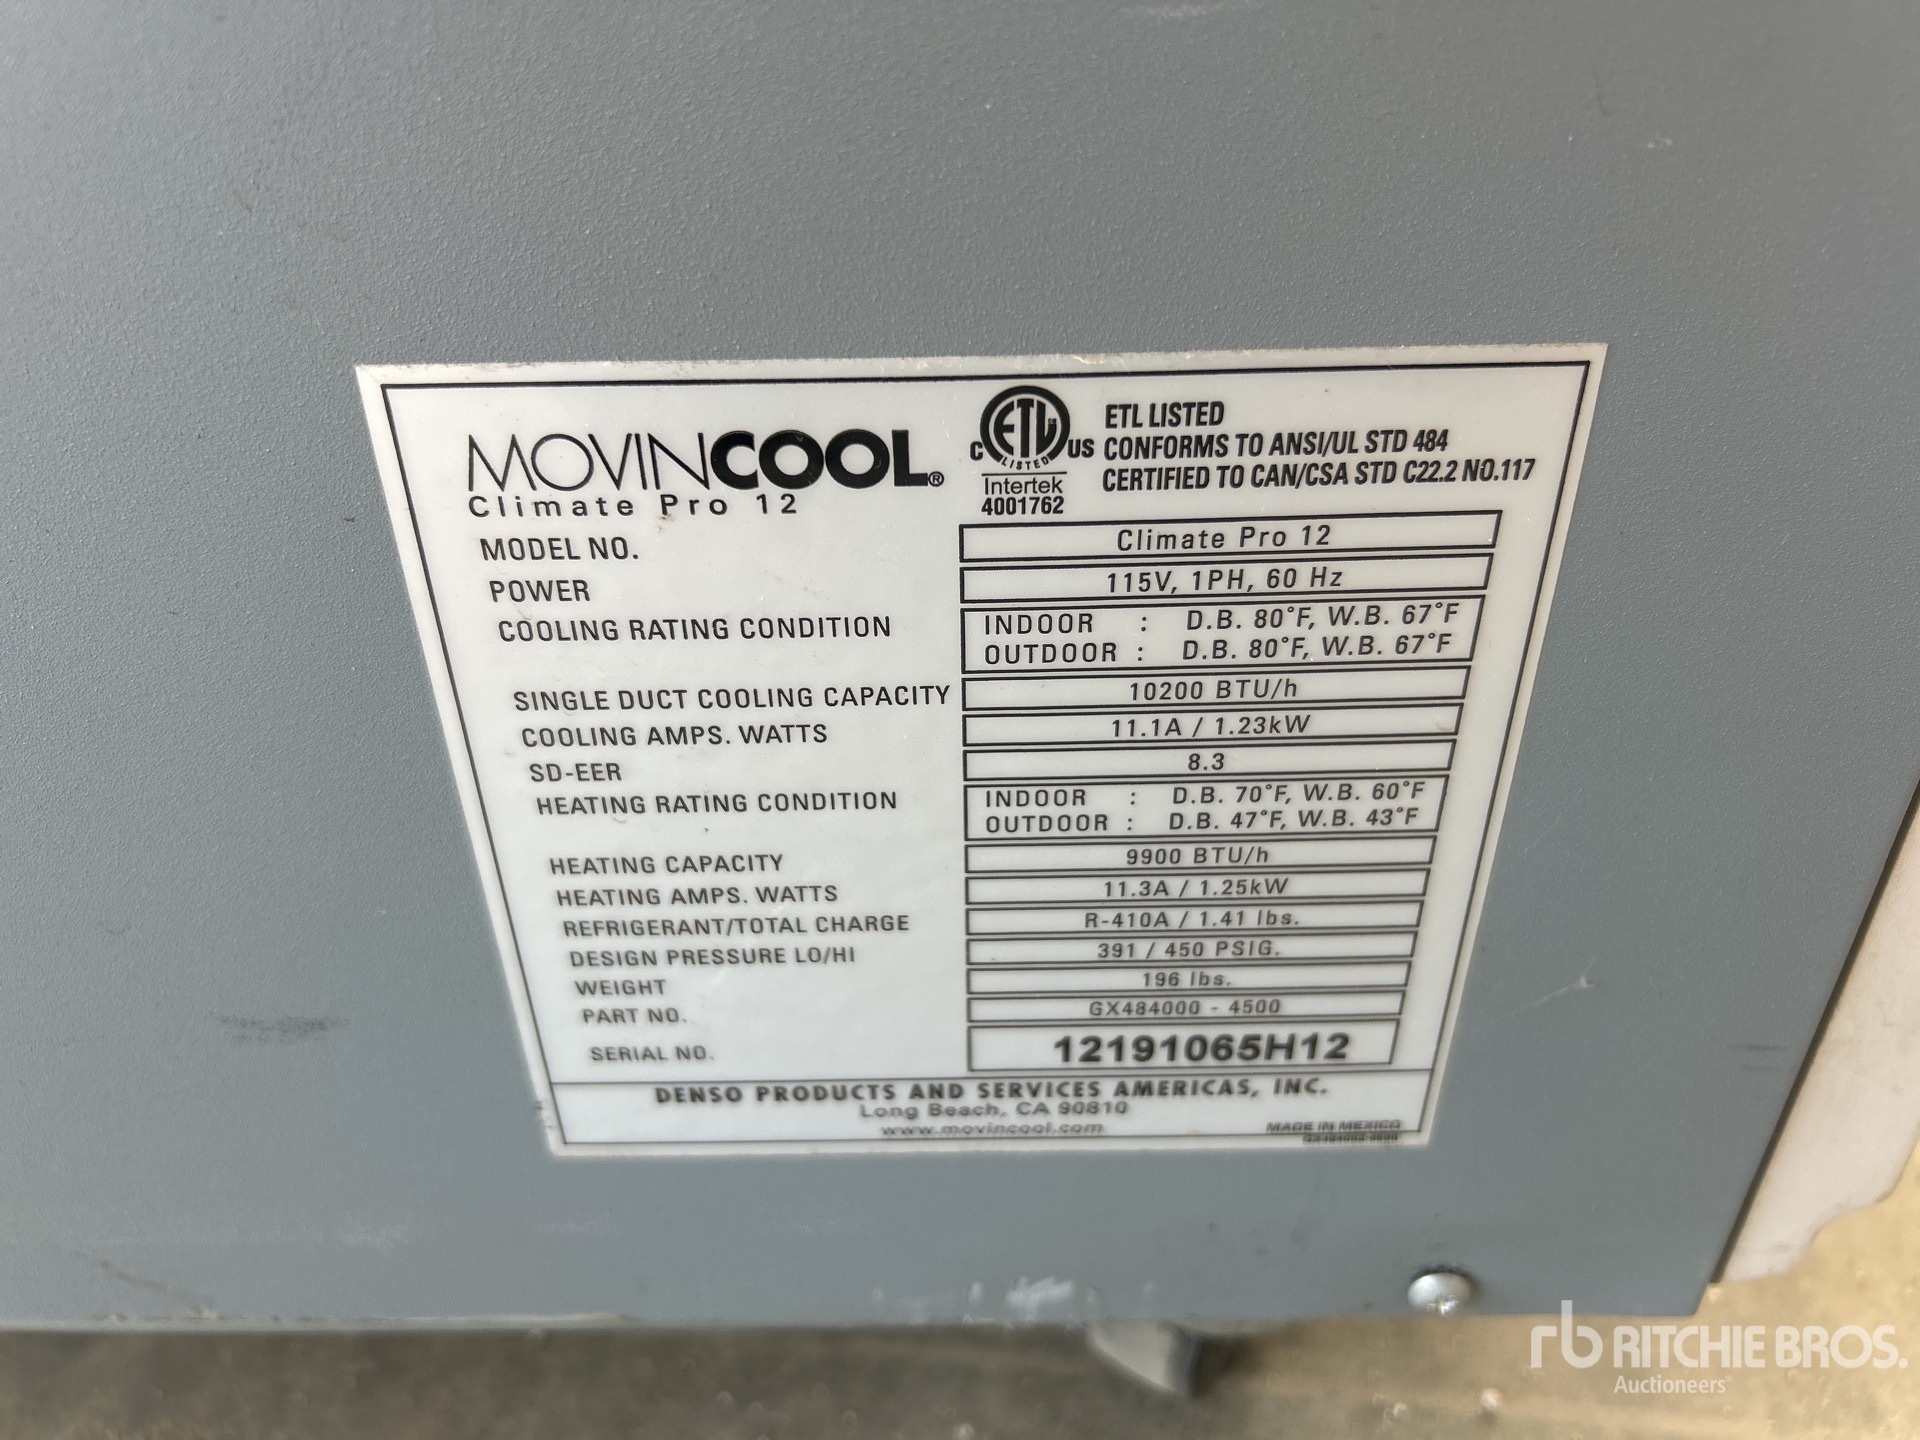 MOVINCOOL®
Climate Pro 12
C ETL LISTED US
Intertek
4001762
ETL LISTED
CONFORMS TO ANSI/UL STD 484
CERTIFIED TO CAN/CSA STD C22.2 NO.117
MODEL NO. Climate Pro 12
POWER 115V, 1PH, 60 Hz
COOLING RATING CONDITION INDOOR : D.B. 80°F, W.B. 67°F
OUTDOOR : D.B. 80°F, W.B. 67°F
SINGLE DUCT COOLING CAPACITY 10200 BTU/h
COOLING AMPS. WATTS 11.1A / 1.23kW
SD-EER 8.3
HEATING RATING CONDITION INDOOR : D.B. 70°F, W.B. 60°F
OUTDOOR : D.B. 47°F, W.B. 43°F
HEATING CAPACITY 9900 BTU/h
HEATING AMPS. WATTS 11.3A / 1.25kW
REFRIGERANT/TOTAL CHARGE R-410A / 1.41 lbs.
DESIGN PRESSURE LO/HI 391 / 450 PSIG.
WEIGHT 196 lbs.
PART NO. GX484000 - 4500
SERIAL NO. 12191065H12
DENSO PRODUCTS AND SERVICES AMERICAS, INC.
Long Beach, CA 90810
www.movincool.com
MADE IN MEXICO
rb RITCHIE BROS.
Auctioneers